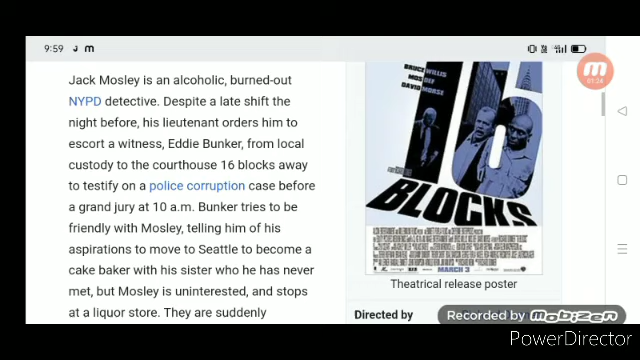 9:59
01:24
Jack Mosley is an alcoholic, burned-out
NYPD detective. Despite a late shift the
night before, his lieutenant orders him to
escort a witness, Eddie Bunker, from local
custody to the courthouse 16 blocks away
to testify on a police corruption case before
a grand jury at 10 a.m. Bunker tries to be
friendly with Mosley, telling him of his
aspirations to move to Seattle to become a
cake baker with his sister who he has never
met, but Mosley is uninterested, and stops
at a liquor store. They are suddenly
BRUCE WILLIS
MOS DEF
DAVID MORSE
16
BLOCKS
MARCH 3
Theatrical release poster
Directed by
Recorded by Mobizen
PowerDirector